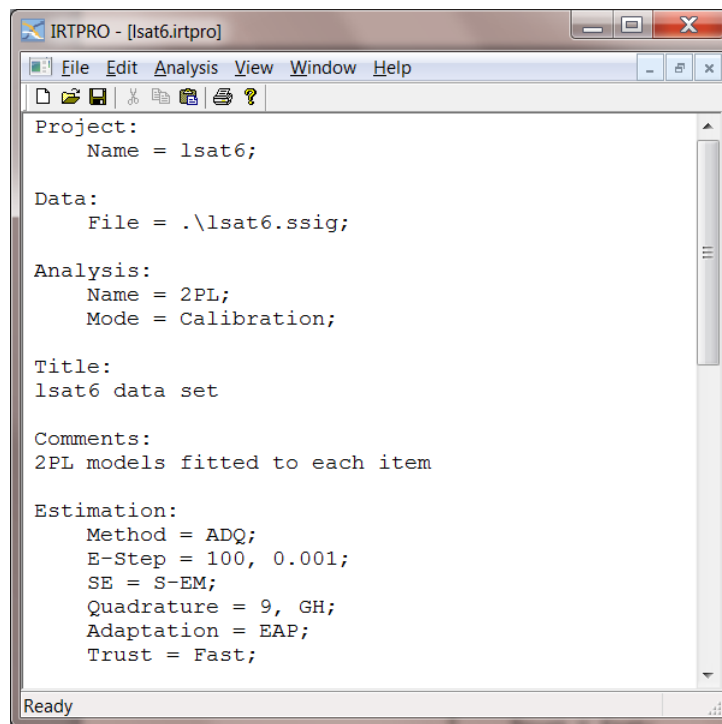 IRTPRO - [lsat6.irtpro]
File Edit Analysis View Window Help
Project:
Name = lsat6;
Data:
File = .\lsat6.ssig;
Analysis:
Name = 2PL;
Mode = Calibration;
Title:
lsat6 data set
Comments:
2PL models fitted to each item
Estimation:
Method = ADQ;
E-Step = 100, 0.001;
SE = S-EM;
Quadrature = 9, GH;
Adaptation = EAP;
Trust = Fast;
Ready